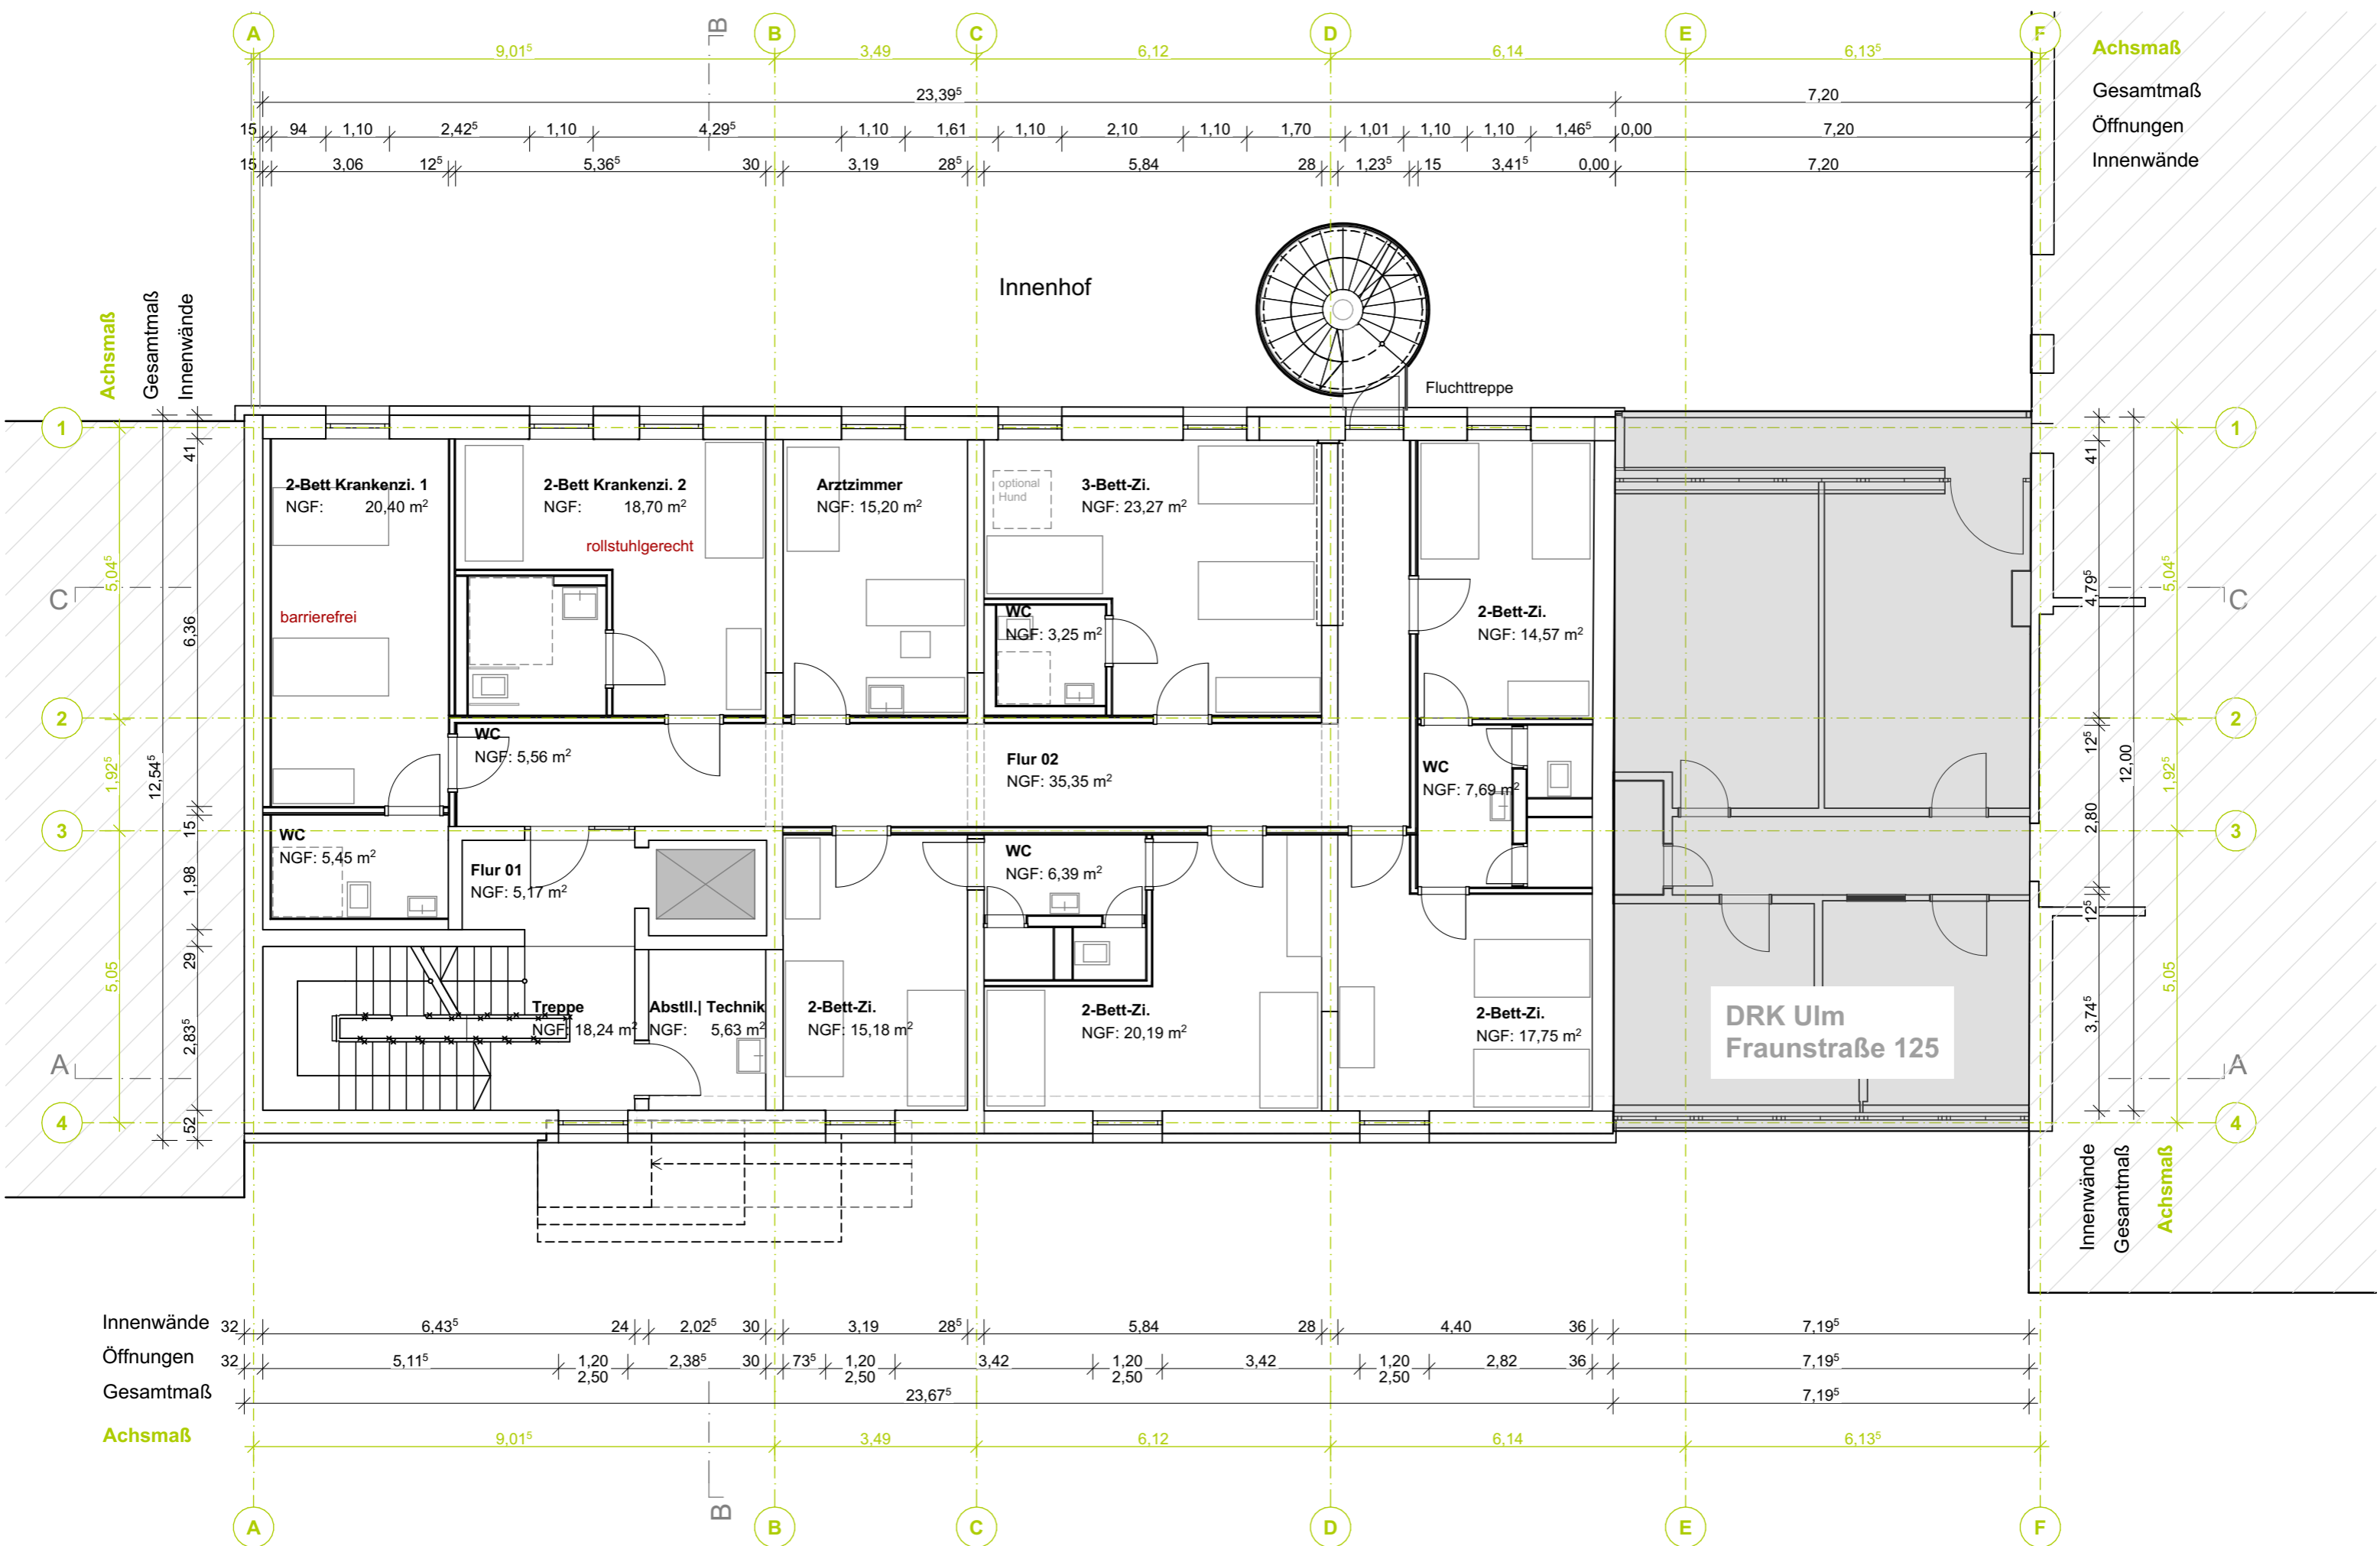 A B C D E F
9,01⁵ 3,49 6,12 6,14 6,13⁵ Achsmaß
B
23,39⁵ 7,20 Gesamtmaß
15 94 1,10 2,42⁵ 1,10 4,29⁵ 1,10 1,61 1,10 2,10 1,10 1,70 1,01 1,10 1,10 1,46⁵ 0,00 7,20 Öffnungen
15 3,06 12⁵ 5,36⁵ 30 3,19 28⁵ 5,84 28 1,23⁵ 15 3,41⁵ 0,00 7,20 Innenwände
Innenhof
Fluchttreppe
Achsmaß
Gesamtmaß
Innenwände
1
2
3
4
5,04⁵
1,92⁵
5,05
12,54⁵
41
6,36
15
1,98
29
2,83⁵
52
C
A
2-Bett Krankenzi. 1
NGF: 20,40 m²
barrierefrei
2-Bett Krankenzi. 2
NGF: 18,70 m²
rollstuhlgerecht
Arztzimmer
NGF: 15,20 m²
optional
Hund
3-Bett-Zi.
NGF: 23,27 m²
WC
NGF: 3,25 m²
2-Bett-Zi.
NGF: 14,57 m²
WC
NGF: 5,56 m²
Flur 02
NGF: 35,35 m²
WC
NGF: 7,69 m²
WC
NGF: 5,45 m²
Flur 01
NGF: 5,17 m²
WC
NGF: 6,39 m²
Treppe
NGF: 18,24 m²
Abstll.| Technik
NGF: 5,63 m²
2-Bett-Zi.
NGF: 15,18 m²
2-Bett-Zi.
NGF: 20,19 m²
2-Bett-Zi.
NGF: 17,75 m²
DRK Ulm
Fraunstraße 125
1
2
3
4
C
A
41
4,79⁵
12⁵
2,80
12⁵
3,74⁵
12,00
5,04⁵
1,92⁵
5,05
Innenwände
Gesamtmaß
Achsmaß
Innenwände 32 6,43⁵ 24 2,02⁵ 30 3,19 28⁵ 5,84 28 4,40 36 7,19⁵
Öffnungen 32 5,11⁵ 1,20 2,38⁵ 30 73⁵ 1,20 3,42 1,20 3,42 1,20 2,82 36 7,19⁵
2,50 2,50 2,50 2,50
Gesamtmaß 23,67⁵ 7,19⁵
Achsmaß 9,01⁵ 3,49 6,12 6,14 6,13⁵
B
A B C D E F